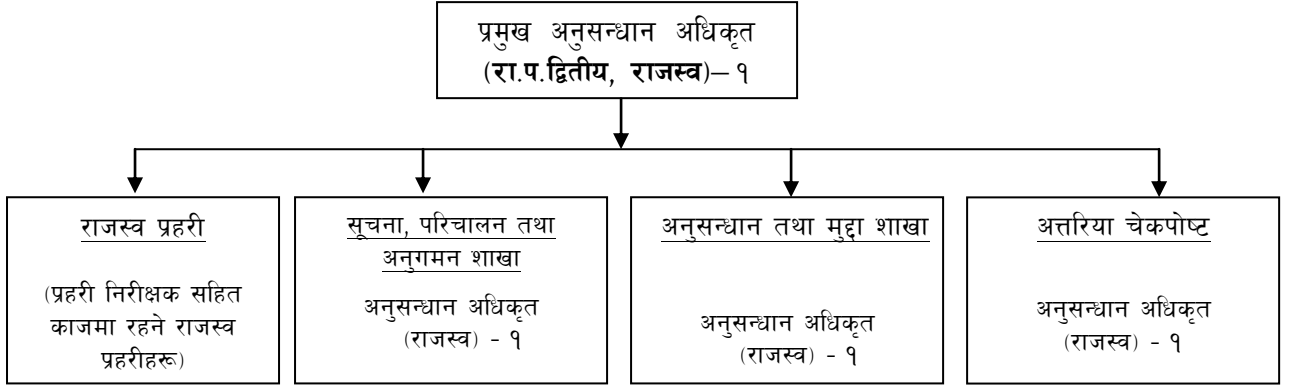 प्रमुख अनुसन्धान अधिकृत
(रा.प.द्वितीय, राजस्व)– १
राजस्व प्रहरी
(प्रहरी निरीक्षक सहित
काजमा रहने राजस्व
प्रहरीहरू)
सूचना, परिचालन तथा
अनुगमन शाखा
अनुसन्धान अधिकृत
(राजस्व) - १
अनुसन्धान तथा मुद्दा शाखा
अनुसन्धान अधिकृत
(राजस्व) - १
अत्तरिया चेकपोष्ट
अनुसन्धान अधिकृत
(राजस्व) - १